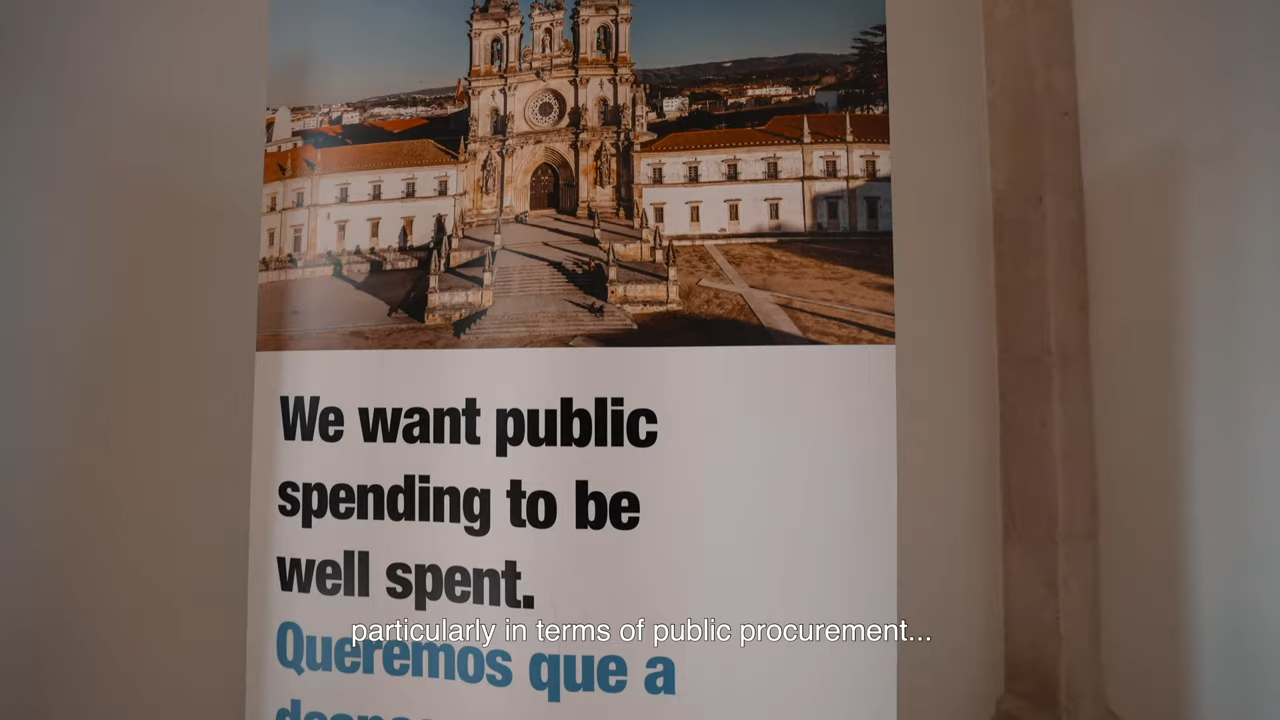 We want public
spending to be
well spent.
particularly in terms of public procurement...
Queremos que a